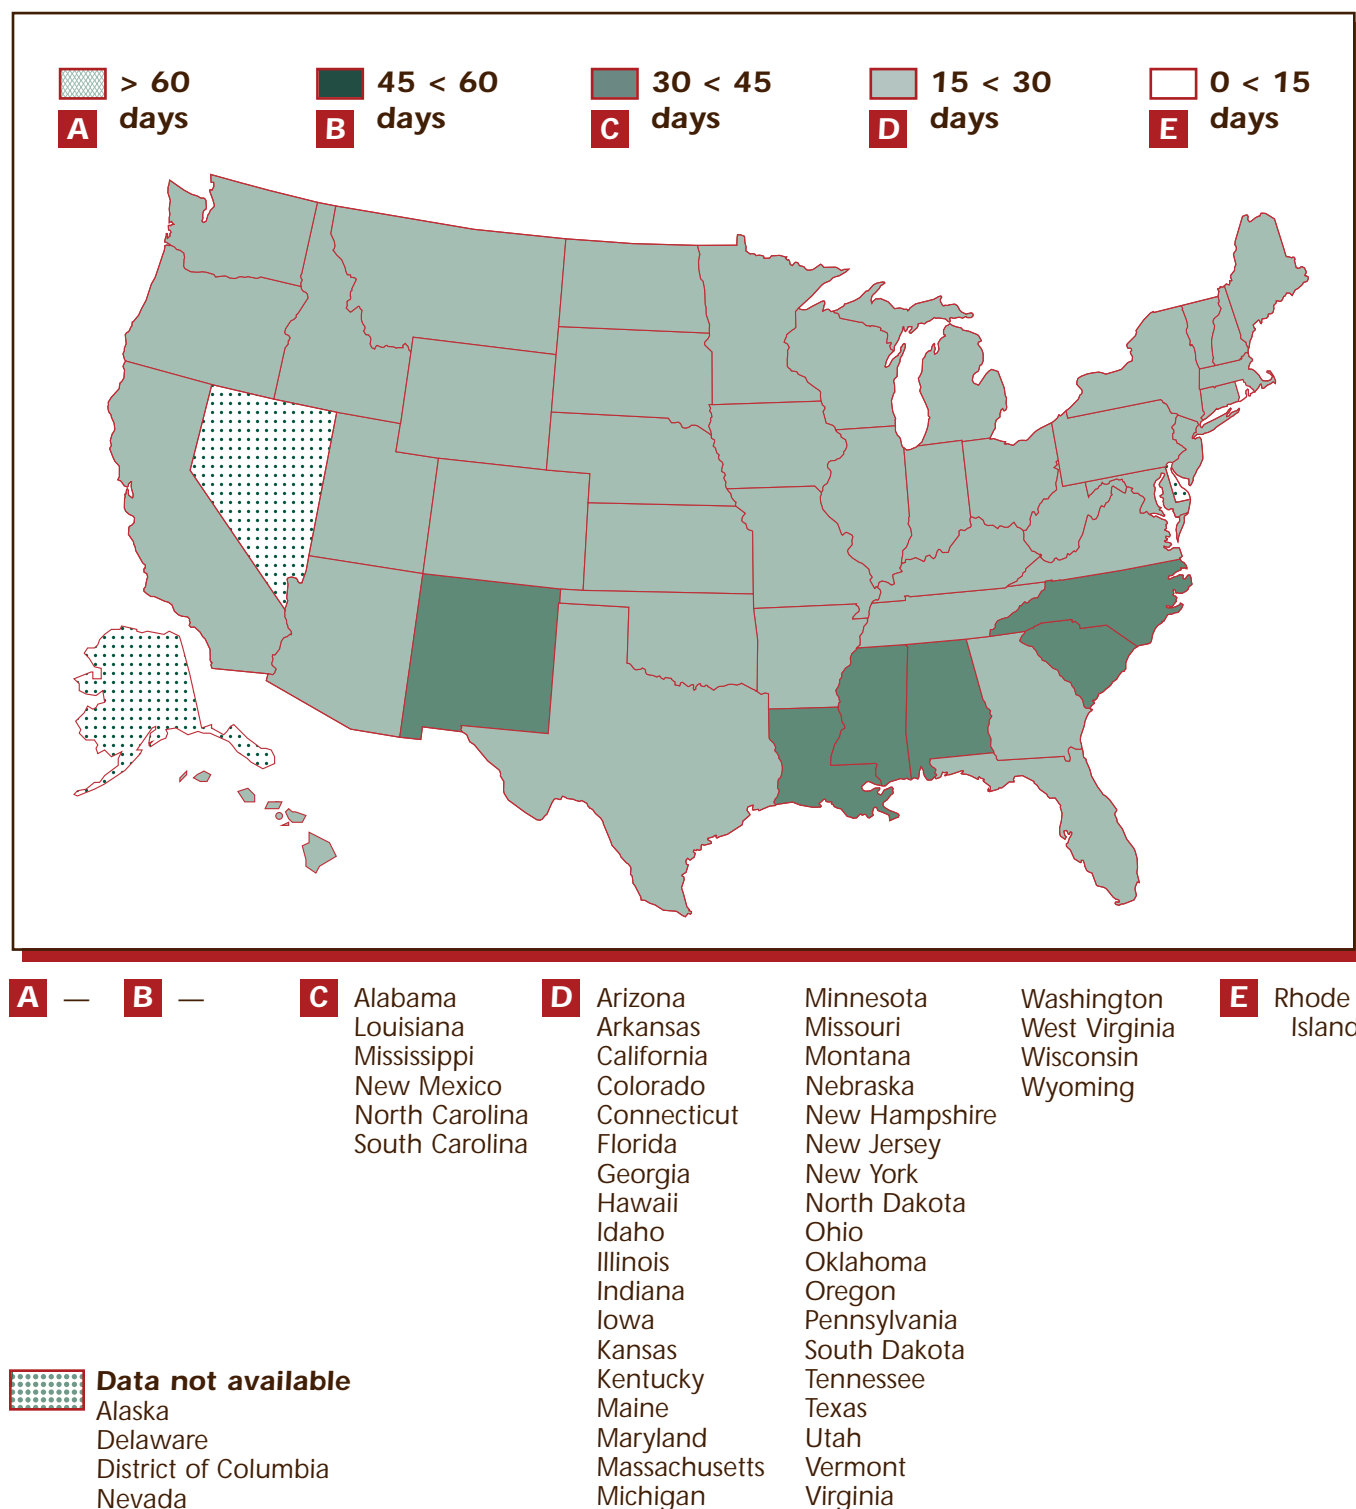 > 60 days
A
45 < 60 days
B
30 < 45 days
C
15 < 30 days
D
0 < 15 days
E
A —
B —
C Alabama
Louisiana
Mississippi
New Mexico
North Carolina
South Carolina
D Arizona
Arkansas
California
Colorado
Connecticut
Florida
Georgia
Hawaii
Idaho
Illinois
Indiana
Iowa
Kansas
Kentucky
Maine
Maryland
Massachusetts
Michigan
Minnesota
Missouri
Montana
Nebraska
New Hampshire
New Jersey
New York
North Dakota
Ohio
Oklahoma
Oregon
Pennsylvania
South Dakota
Tennessee
Texas
Utah
Vermont
Virginia
Washington
West Virginia
Wisconsin
Wyoming
E Rhode
Island
Data not available
Alaska
Delaware
District of Columbia
Nevada